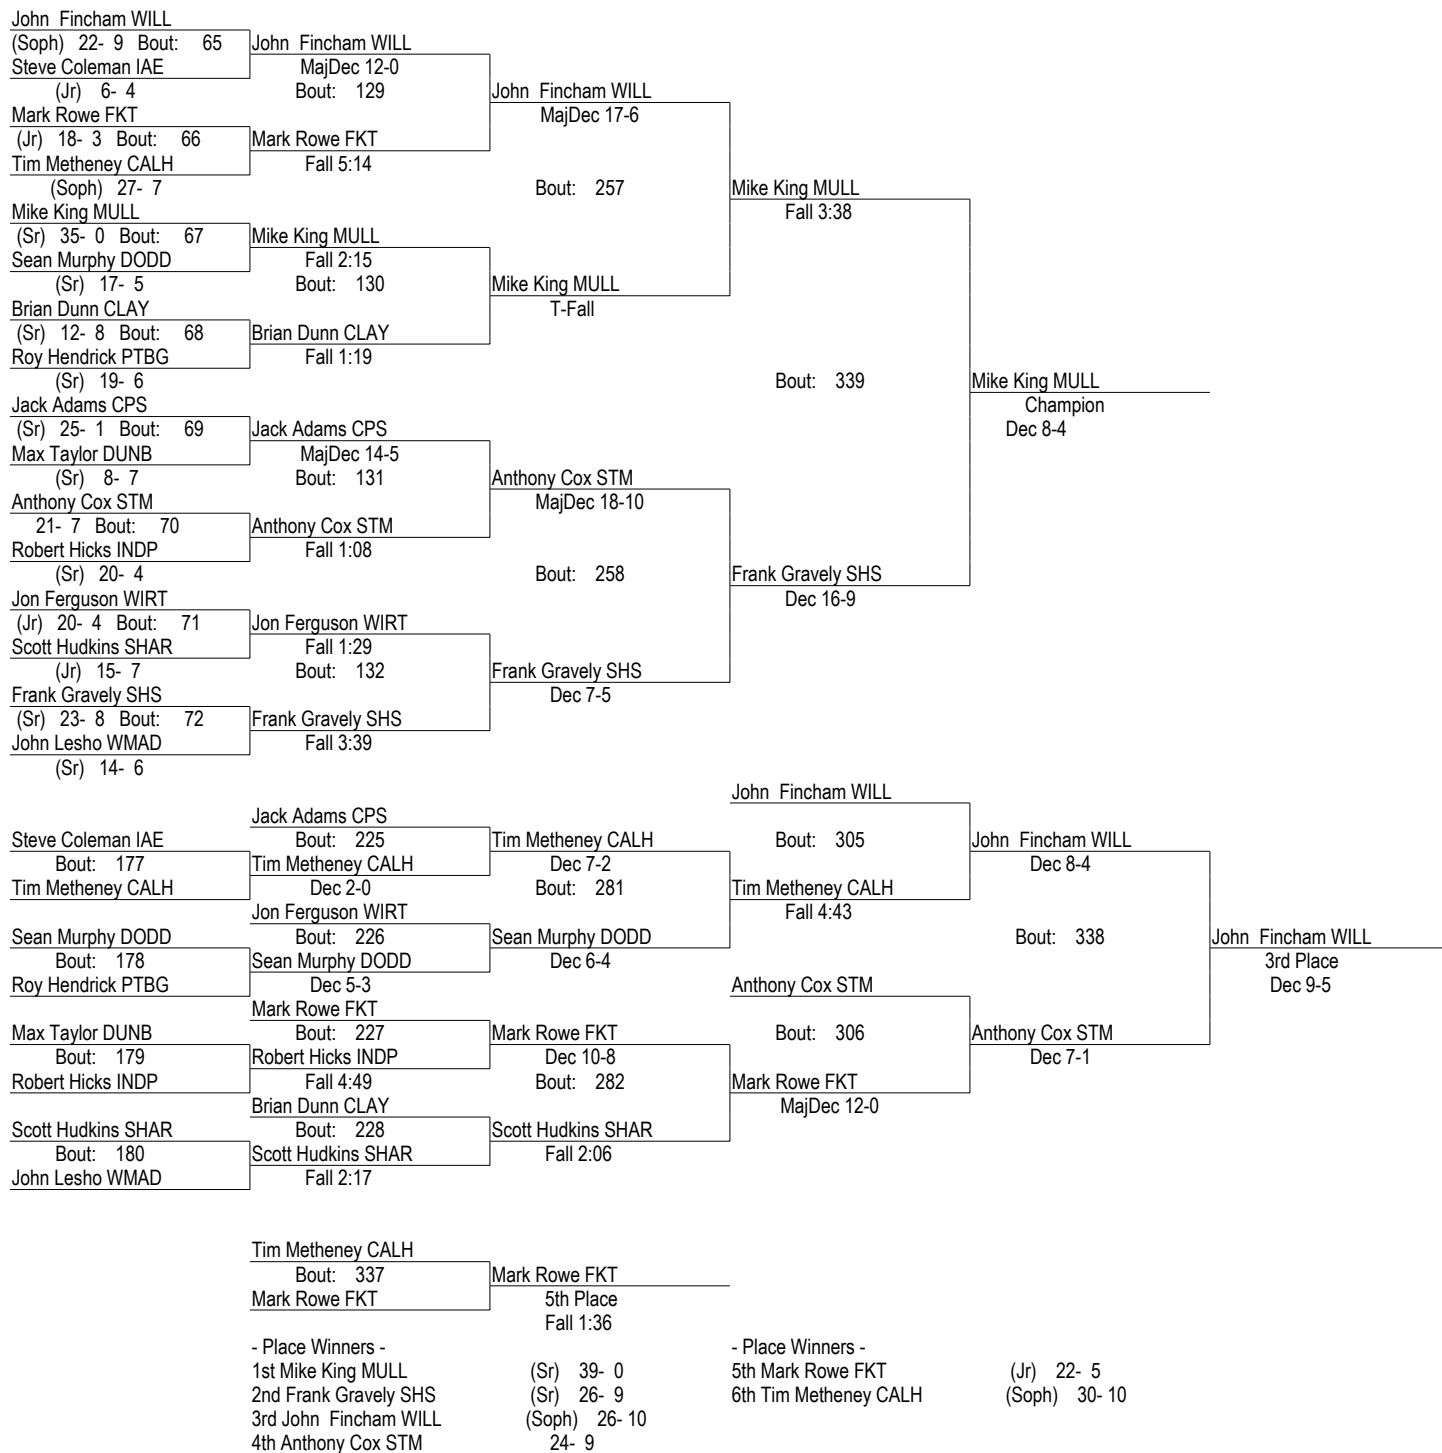 John  Fincham WILL
(Soph)   22-  9   Bout:     65   John  Fincham WILL
Steve Coleman IAE   MajDec 12-0
(Jr)   6-  4   Bout:    129   John  Fincham WILL
Mark Rowe FKT   MajDec 17-6
(Jr)   18-  3   Bout:     66   Mark Rowe FKT
Tim Metheney CALH   Fall 5:14
(Soph)   27-  7   Bout:    257   Mike King MULL
Mike King MULL   Fall 3:38
(Sr)   35-  0   Bout:     67   Mike King MULL
Sean Murphy DODD   Fall 2:15
(Sr)   17-  5   Bout:    130   Mike King MULL
Brian Dunn CLAY   T-Fall
(Sr)   12-  8   Bout:     68   Brian Dunn CLAY
Roy Hendrick PTBG   Fall 1:19
(Sr)   19-  6   Bout:    339   Mike King MULL
Jack Adams CPS   Champion
(Sr)   25-  1   Bout:     69   Jack Adams CPS   Dec 8-4
Max Taylor DUNB   MajDec 14-5
(Sr)   8-  7   Bout:    131   Anthony Cox STM
Anthony Cox STM   MajDec 18-10
21-  7   Bout:     70   Anthony Cox STM
Robert Hicks INDP   Fall 1:08
(Sr)   20-  4   Bout:    258   Frank Gravely SHS
Jon Ferguson WIRT   Dec 16-9
(Jr)   20-  4   Bout:     71   Jon Ferguson WIRT
Scott Hudkins SHAR   Fall 1:29
(Jr)   15-  7   Bout:    132   Frank Gravely SHS
Frank Gravely SHS   Dec 7-5
(Sr)   23-  8   Bout:     72   Frank Gravely SHS
John Lesho WMAD   Fall 3:39
(Sr)   14-  6
John  Fincham WILL
Jack Adams CPS
Steve Coleman IAE   Bout:    225   Tim Metheney CALH   Bout:    305   John  Fincham WILL
Bout:    177   Tim Metheney CALH   Dec 7-2   Dec 8-4
Tim Metheney CALH   Dec 2-0   Bout:    281   Tim Metheney CALH
Jon Ferguson WIRT   Fall 4:43
Sean Murphy DODD   Bout:    226   Sean Murphy DODD   Bout:    338   John  Fincham WILL
Bout:    178   Sean Murphy DODD   Dec 6-4   3rd Place
Roy Hendrick PTBG   Dec 5-3   Anthony Cox STM   Dec 9-5
Mark Rowe FKT
Max Taylor DUNB   Bout:    227   Mark Rowe FKT   Bout:    306   Anthony Cox STM
Bout:    179   Robert Hicks INDP   Dec 10-8   Dec 7-1
Robert Hicks INDP   Fall 4:49   Bout:    282   Mark Rowe FKT
Brian Dunn CLAY   MajDec 12-0
Scott Hudkins SHAR   Bout:    228   Scott Hudkins SHAR
Bout:    180   Scott Hudkins SHAR   Fall 2:06
John Lesho WMAD   Fall 2:17
Tim Metheney CALH
Bout:    337   Mark Rowe FKT
Mark Rowe FKT   5th Place
Fall 1:36
- Place Winners -   - Place Winners -
1st Mike King MULL   (Sr)   39-  0   5th Mark Rowe FKT   (Jr)   22-  5
2nd Frank Gravely SHS   (Sr)   26-  9   6th Tim Metheney CALH   (Soph)   30- 10
3rd John  Fincham WILL   (Soph)   26- 10
4th Anthony Cox STM   24-  9